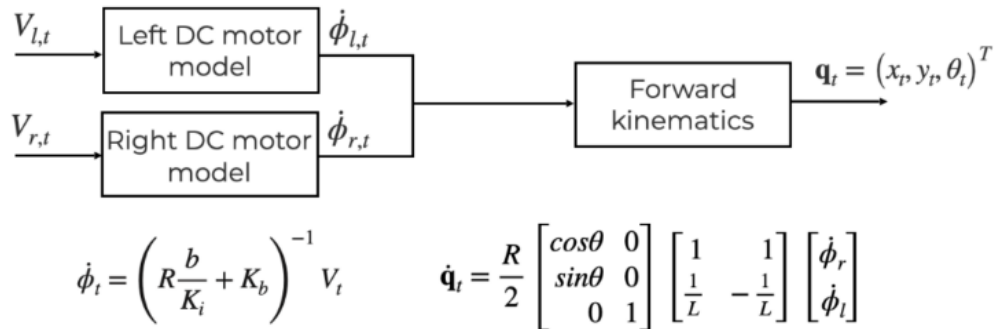 V_{l,t}
Left DC motor
model
\dot{\phi}_{l,t}
V_{r,t}
Right DC motor
model
\dot{\phi}_{r,t}
Forward
kinematics
\mathbf{q}_t = (x_t, y_t, \theta_t)^T
\dot{\phi}_t = \left( R \frac{b}{K_i} + K_b \right)^{-1} V_t
\dot{\mathbf{q}}_t = \frac{R}{2} \begin{bmatrix} cos\theta & 0 \\ sin\theta & 0 \\ 0 & 1 \end{bmatrix} \begin{bmatrix} 1 & 1 \\ \frac{1}{L} & -\frac{1}{L} \end{bmatrix} \begin{bmatrix} \dot{\phi}_r \\ \dot{\phi}_l \end{bmatrix}